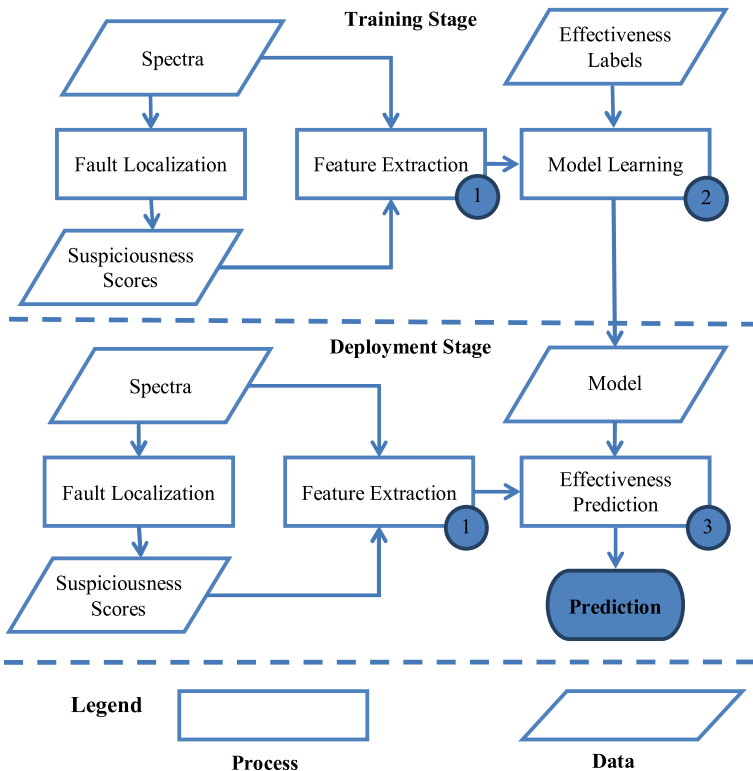 Training Stage
Spectra
Effectiveness
Labels
Fault Localization
Feature Extraction
1
Model Learning
2
Suspiciousness
Scores
Deployment Stage
Spectra
Model
Fault Localization
Feature Extraction
1
Effectiveness
Prediction
3
Suspiciousness
Scores
Prediction
Legend
Process
Data